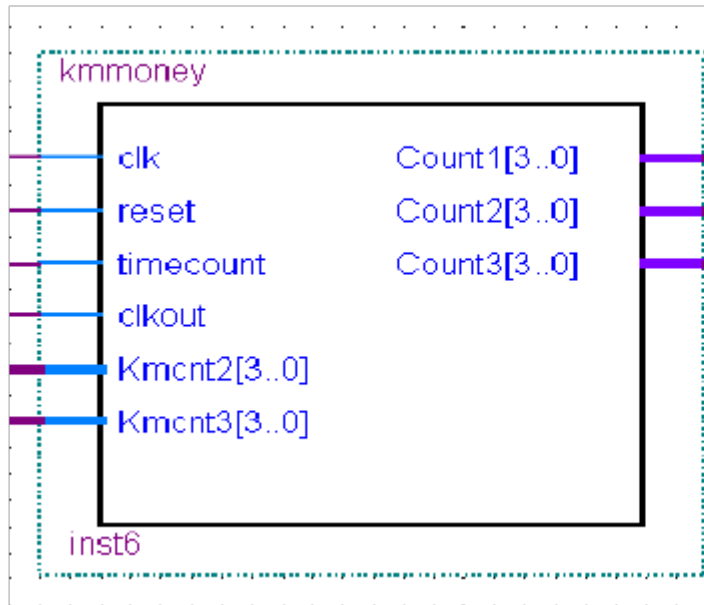 kmmoney
clk Count1[3..0]
reset Count2[3..0]
timecount Count3[3..0]
clkout
Kmcnt2[3..0]
Kmcnt3[3..0]
inst6